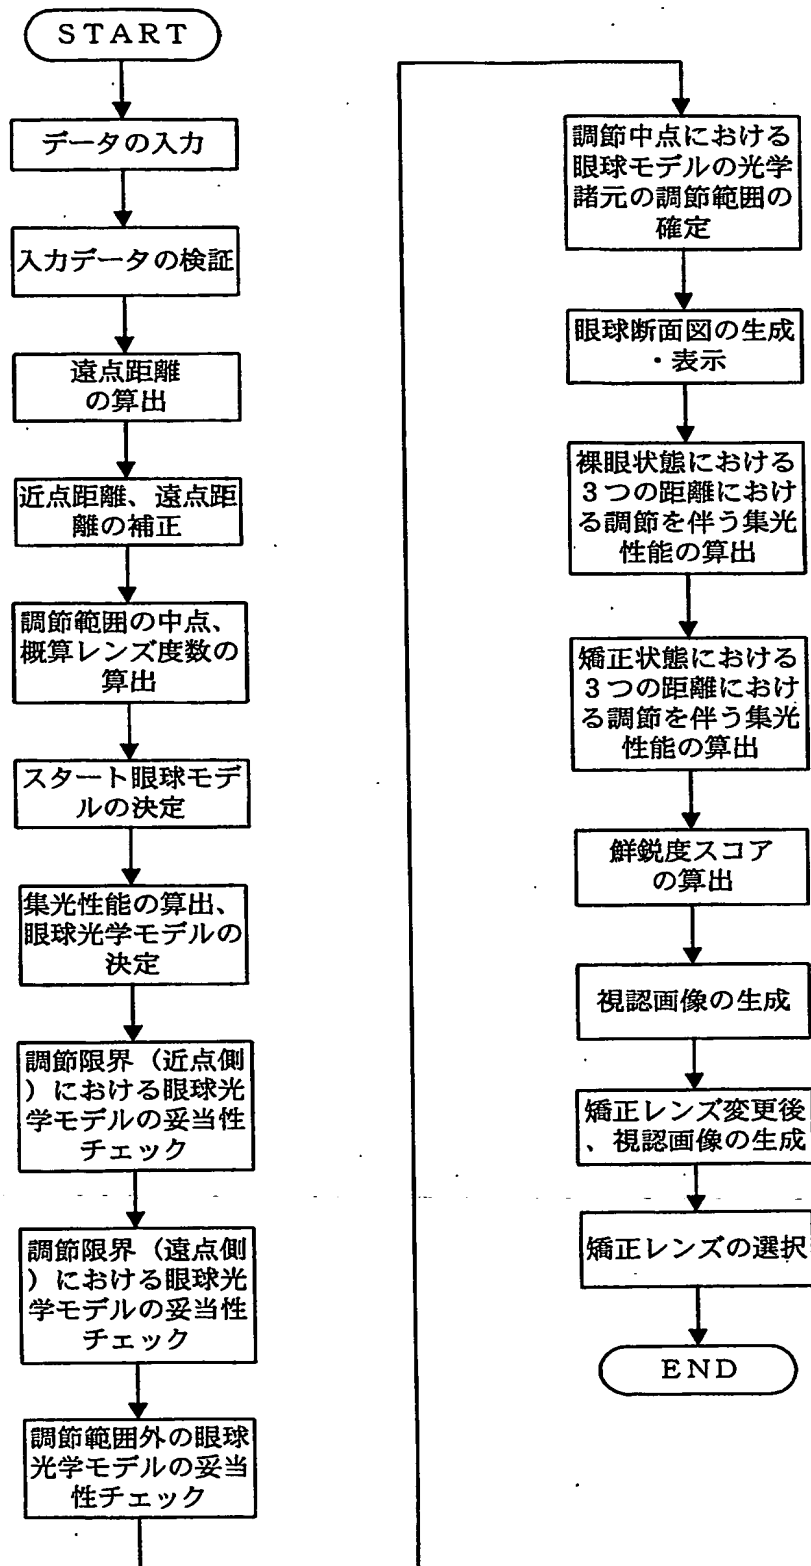 START
データの入力
入力データの検証
遠点距離
の算出
近点距離、遠点距
離の補正
調節範囲の中点、
概算レンズ度数の
算出
スタート眼球モデ
ルの決定
集光性能の算出、
眼球光学モデルの
決定
調節限界（近点側
）における眼球光
学モデルの妥当性
チェック
調節限界（遠点側
）における眼球光
学モデルの妥当性
チェック
調節範囲外の眼球
光学モデルの妥当
性チェック
調節中点における
眼球モデルの光学
諸元の調節範囲の
確定
眼球断面図の生成
・表示
裸眼状態における
３つの距離におけ
る調節を伴う集光
性能の算出
矯正状態における
３つの距離におけ
る調節を伴う集光
性能の算出
鮮鋭度スコア
の算出
視認画像の生成
矯正レンズ変更後
、視認画像の生成
矯正レンズの選択
END